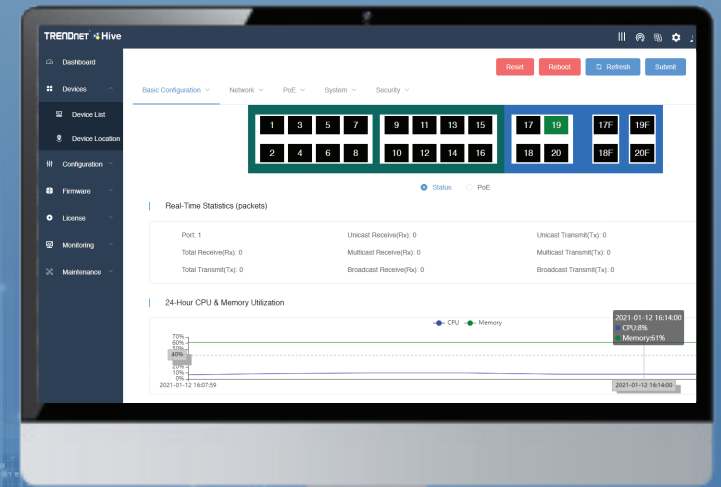 TRENDNET Hive
Dashboard
Devices
Device List
Device Location
Configuration
Firmware
License
Monitoring
Maintenance
Reset Reboot Refresh Submit
Basic Configuration Network PoE System Security
1 3 5 7 9 11 13 15 17 19 17F 19F
2 4 6 8 10 12 14 16 18 20 18F 20F
Status PoE
Real-Time Statistics (packets)
Port: 1 Unicast Receive(Rx): 0 Unicast Transmit(Tx): 0
Total Receive(Rx): 0 Multicast Receive(Rx): 0 Multicast Transmit(Tx): 0
Total Transmit(Tx): 0 Broadcast Receive(Rx): 0 Broadcast Transmit(Tx): 0
24-Hour CPU & Memory Utilization
CPU Memory
2021-01-12 16:14:00
CPU:8%
Memory:61%
70%
60%
50%
40%
20%
10%
0%
2021-01-12 16:07:59 2021-01-12 16:14:00